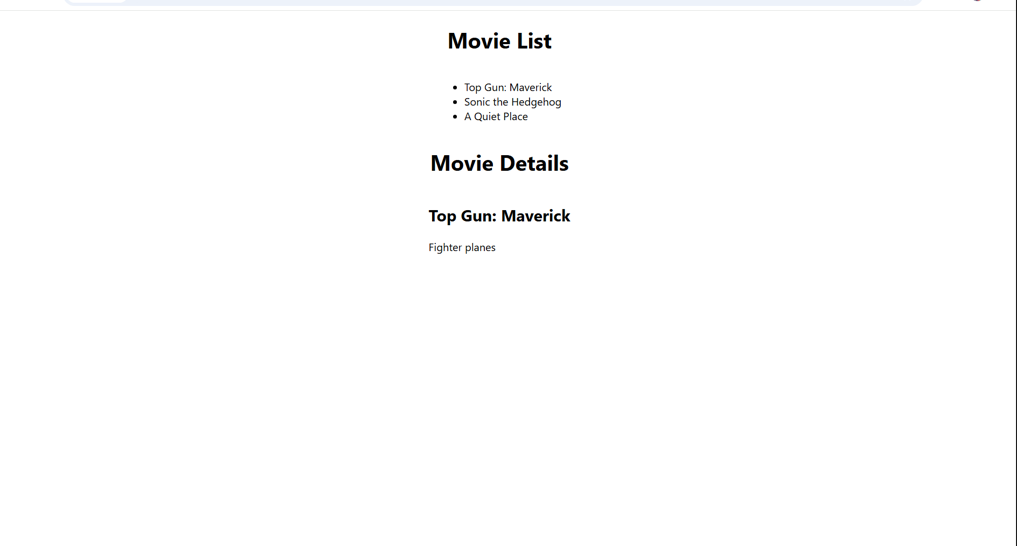 Movie List
Top Gun: Maverick
Sonic the Hedgehog
A Quiet Place
Movie Details
Top Gun: Maverick
Fighter planes